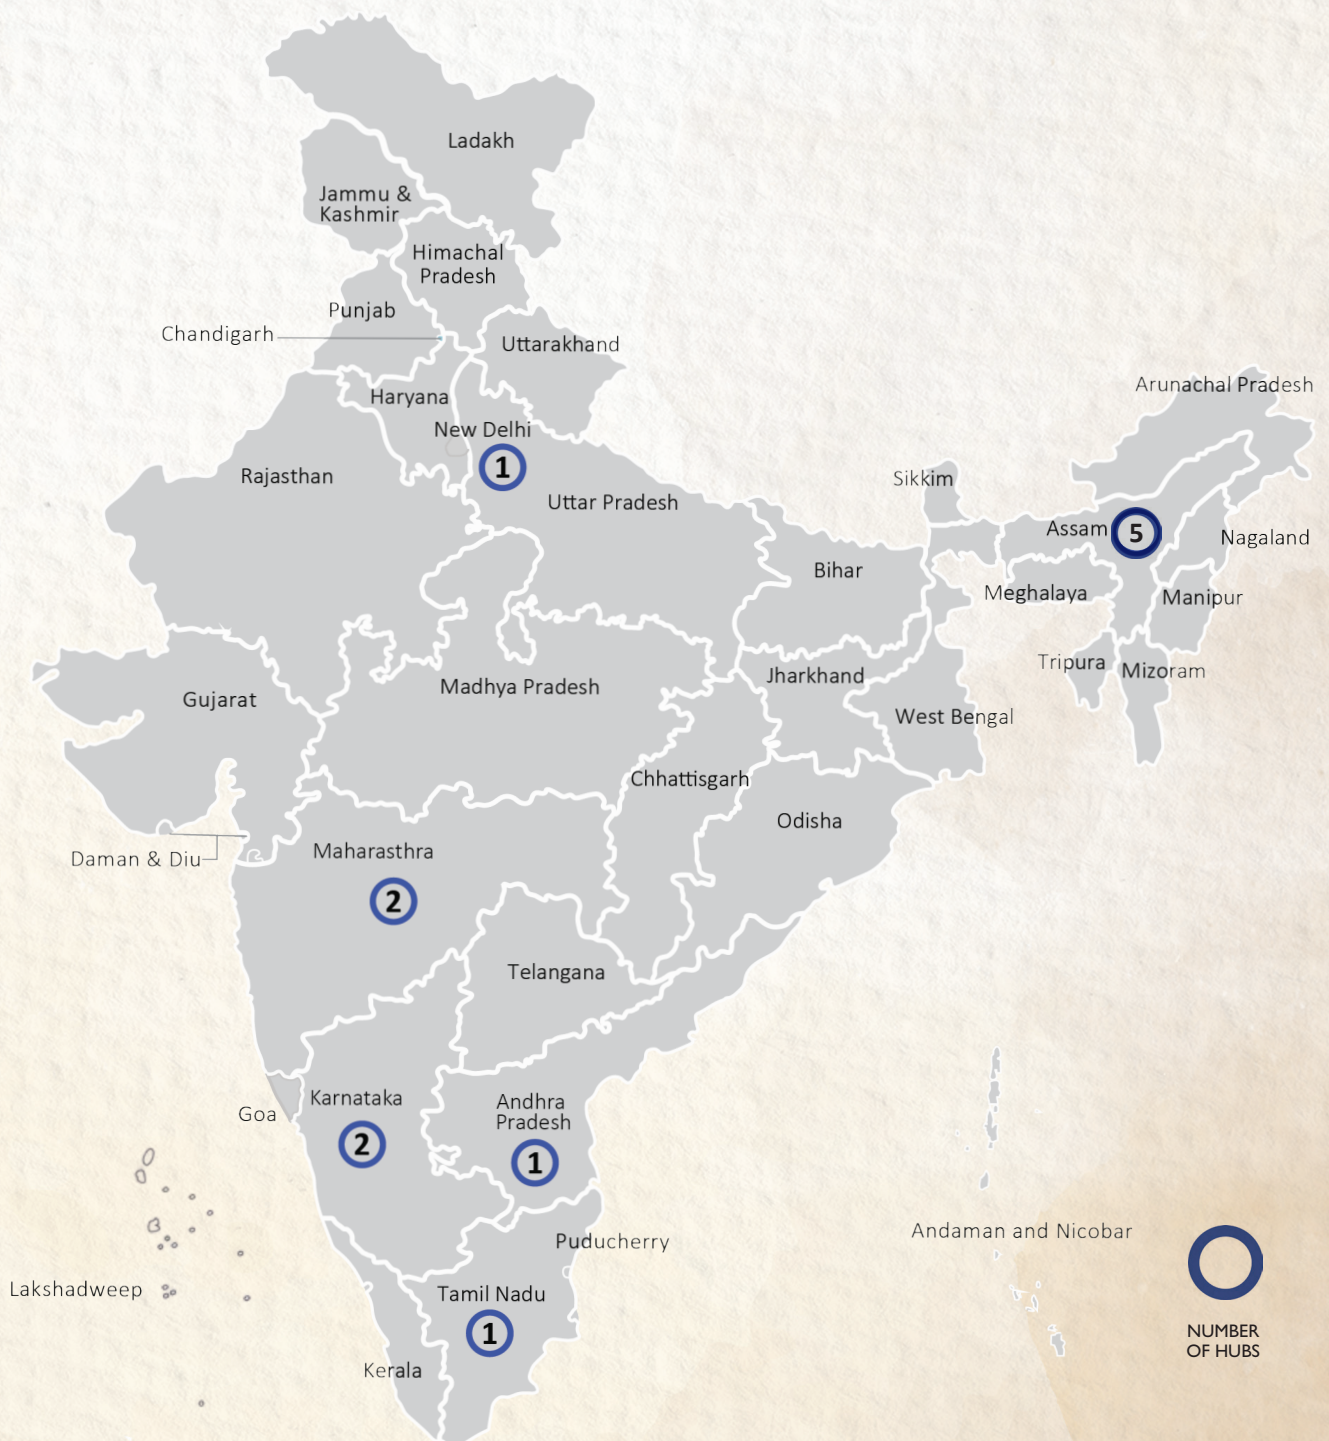 Ladakh
Jammu &
Kashmir
Himachal
Pradesh
Punjab
Chandigarh
Uttarakhand
Arunachal Pradesh
Haryana
New Delhi
1
Rajasthan
Sikkim
Uttar Pradesh
Assam
5
Nagaland
Bihar
Meghalaya
Manipur
Tripura
Mizoram
Jharkhand
Madhya Pradesh
Gujarat
West Bengal
Chhattisgarh
Odisha
Maharasthra
Daman & Diu
2
Telangana
Karnataka
Andhra
Pradesh
Goa
2
1
Andaman and Nicobar
Puducherry
Lakshadweep
Tamil Nadu
1
NUMBER
OF HUBS
Kerala